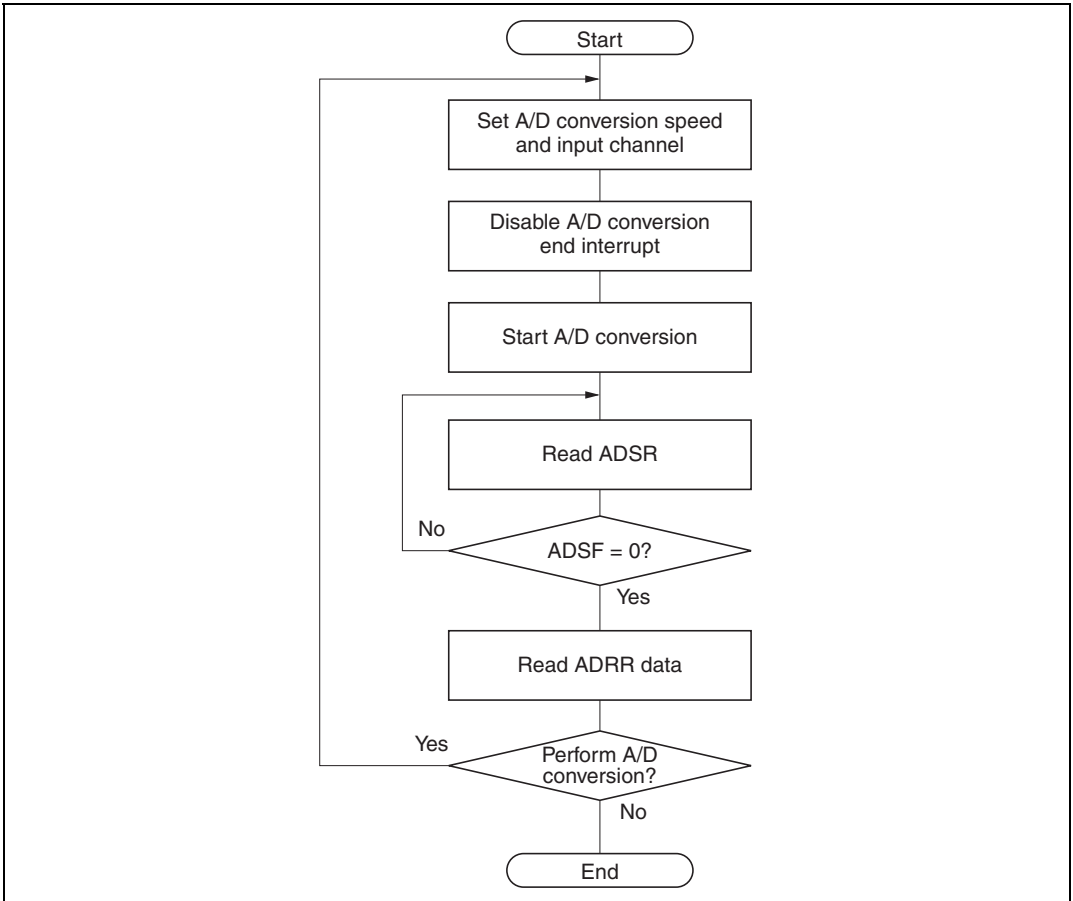 Start
Set A/D conversion speed
and input channel
Disable A/D conversion
end interrupt
Start A/D conversion
Read ADSR
No
ADSF = 0?
Yes
Read ADRR data
Yes
Perform A/D
conversion?
No
End